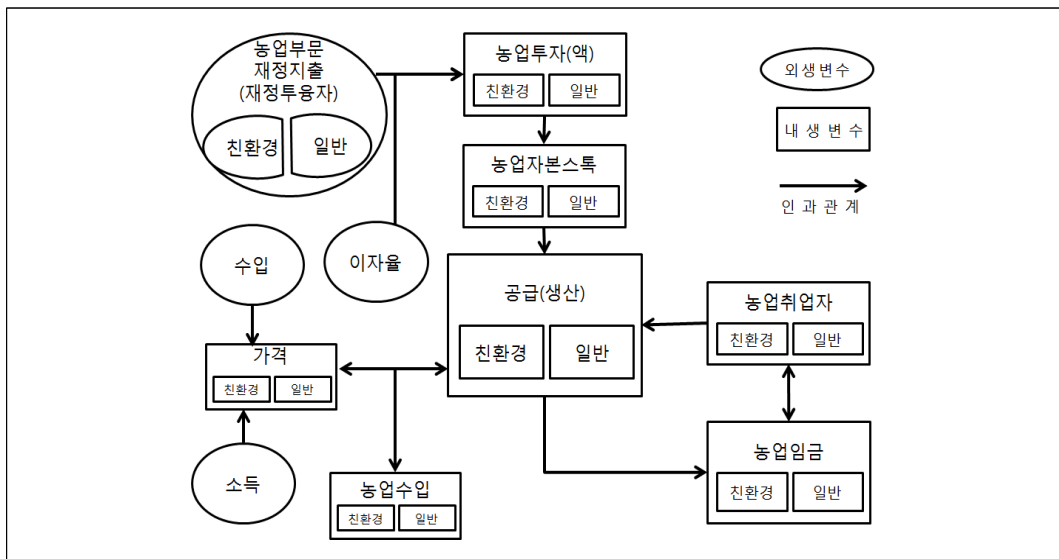 농업부문
재정지출
(재정투융자)
친환경 일반
농업투자(액)
친환경 일반
외생변수
내 생 변 수
인 과 관 계
농업자본스톡
친환경 일반
수입
이자율
공급(생산)
친환경 일반
농업취업자
친환경 일반
가격
친환경 일반
소득
농업수입
친환경 일반
농업임금
친환경 일반